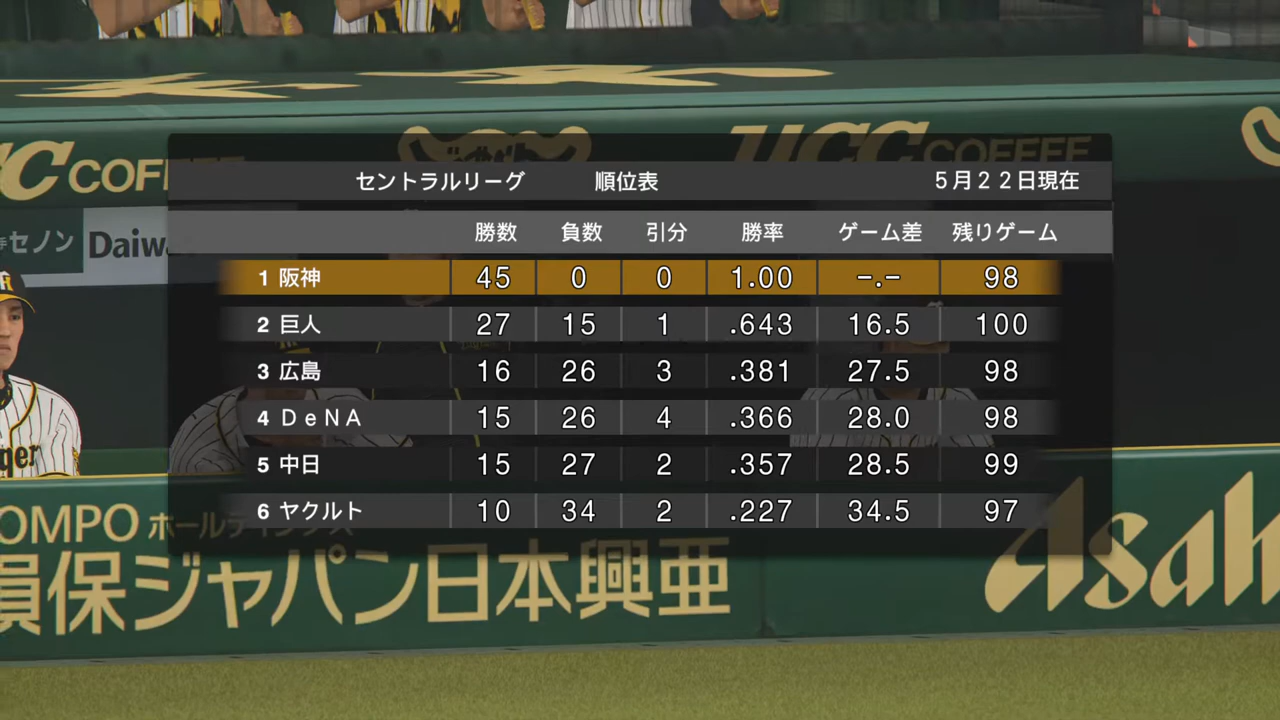 UCC COFFEE
C COFFEE
セントラルリーグ 順位表 5月22日現在
セノン Daiwa
勝数 負数 引分 勝率 ゲーム差 残りゲーム
1 阪神 45 0 0 1.00 -.- 98
2 巨人 27 15 1 .643 16.5 100
3 広島 16 26 3 .381 27.5 98
4 DeNA 15 26 4 .366 28.0 98
5 中日 15 27 2 .357 28.5 99
6 ヤクルト 10 34 2 .227 34.5 97
OMPO ホールディングス
損保ジャパン日本興亜
Asah